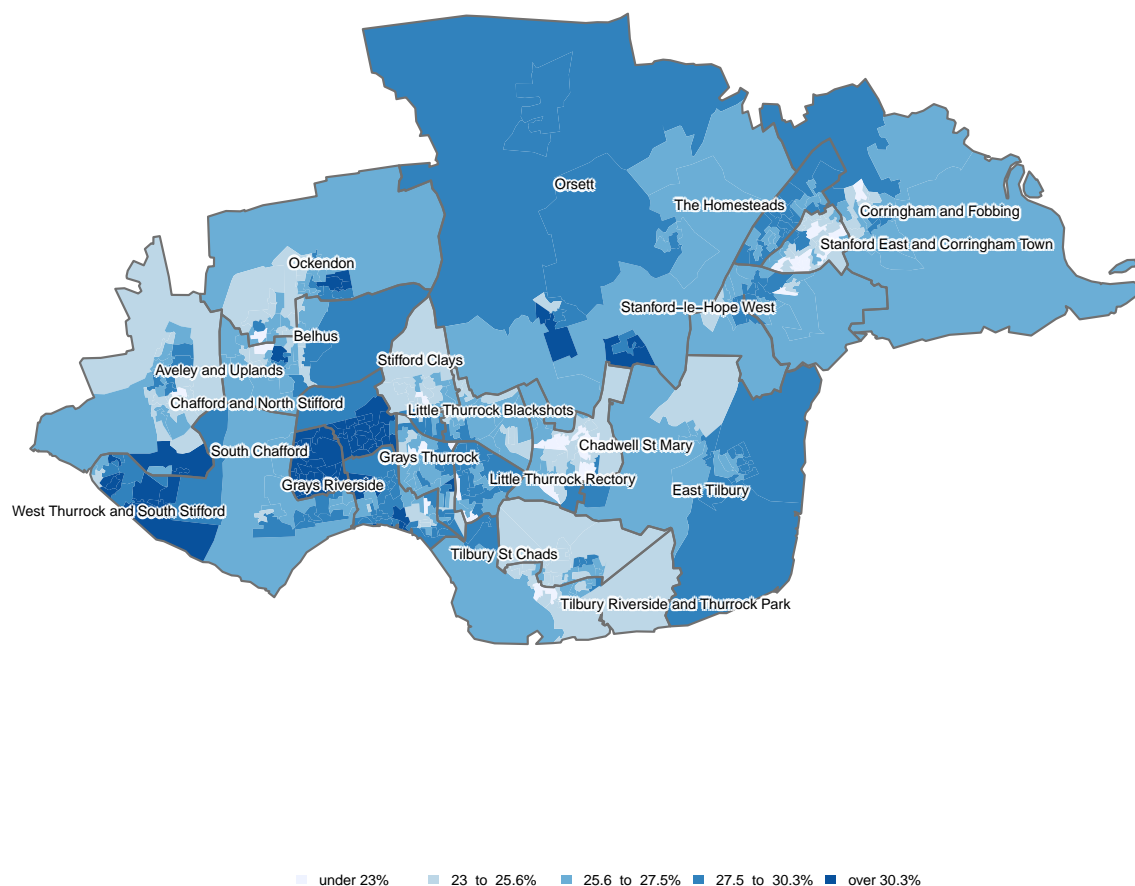 Orsett
The Homesteads
Corringham and Fobbing
Stanford East and Corringham Town
Ockendon
Stanford−le−Hope West
Belhus
Stifford Clays
Aveley and Uplands
Chafford and North Stifford
Little Thurrock Blackshots
Chadwell St Mary
South Chafford
Grays Thurrock
Little Thurrock Rectory
Grays Riverside
East Tilbury
West Thurrock and South Stifford
Tilbury St Chads
Tilbury Riverside and Thurrock Park
under 23% 23 to 25.6% 25.6 to 27.5% 27.5 to 30.3% over 30.3%